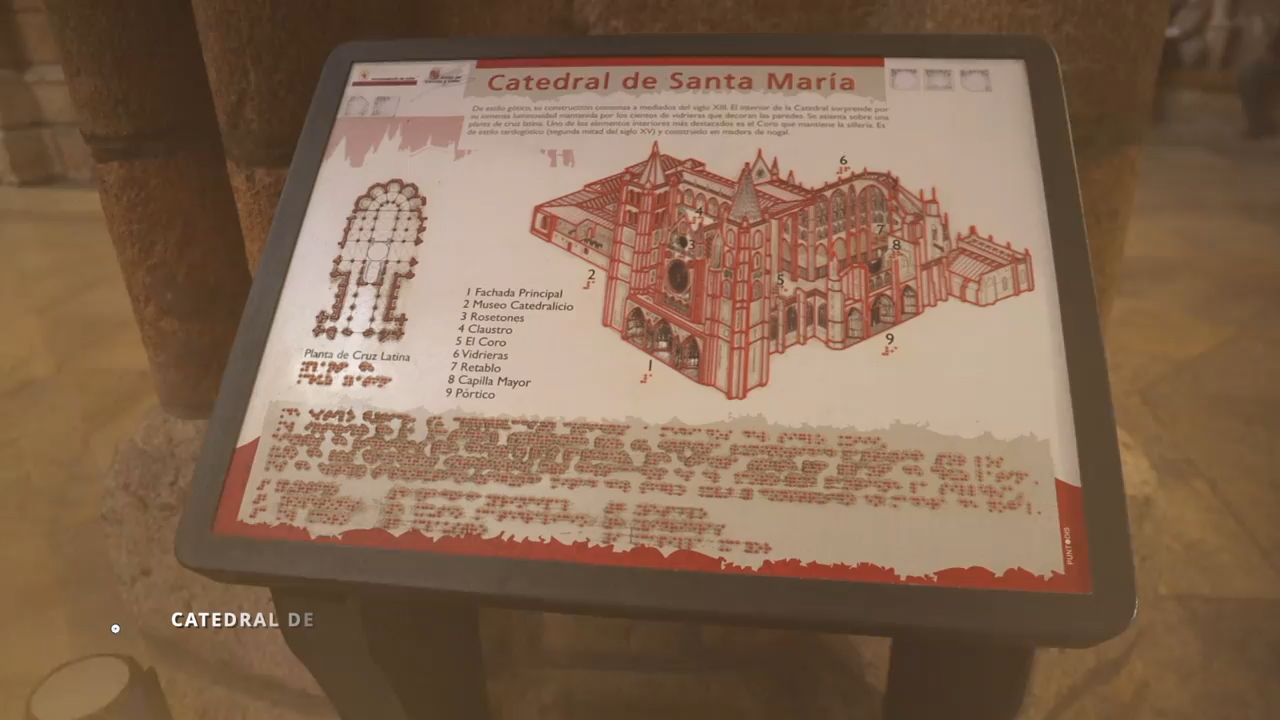 Catedral de Santa María
De estilo gótico, su construcción comienza a mediados del siglo XIII. El interior de la Catedral sorprende por
su inmensa luminosidad mantenida por los cientos de vidrieras que decoran las paredes. Se asienta sobre una
planta de cruz latina. Uno de los elementos interiores más destacados es el Coro que mantiene la sillería. Es
de estilo tardogótico (segunda mitad del siglo XV) y construido en madera de nogal.
6
4
7
3
8
2
5
9
1
1 Fachada Principal
2 Museo Catedralicio
3 Rosetones
4 Claustro
5 El Coro
6 Vidrieras
7 Retablo
8 Capilla Mayor
9 Pórtico
Planta de Cruz Latina
PUNTODIS
CATEDRAL DE